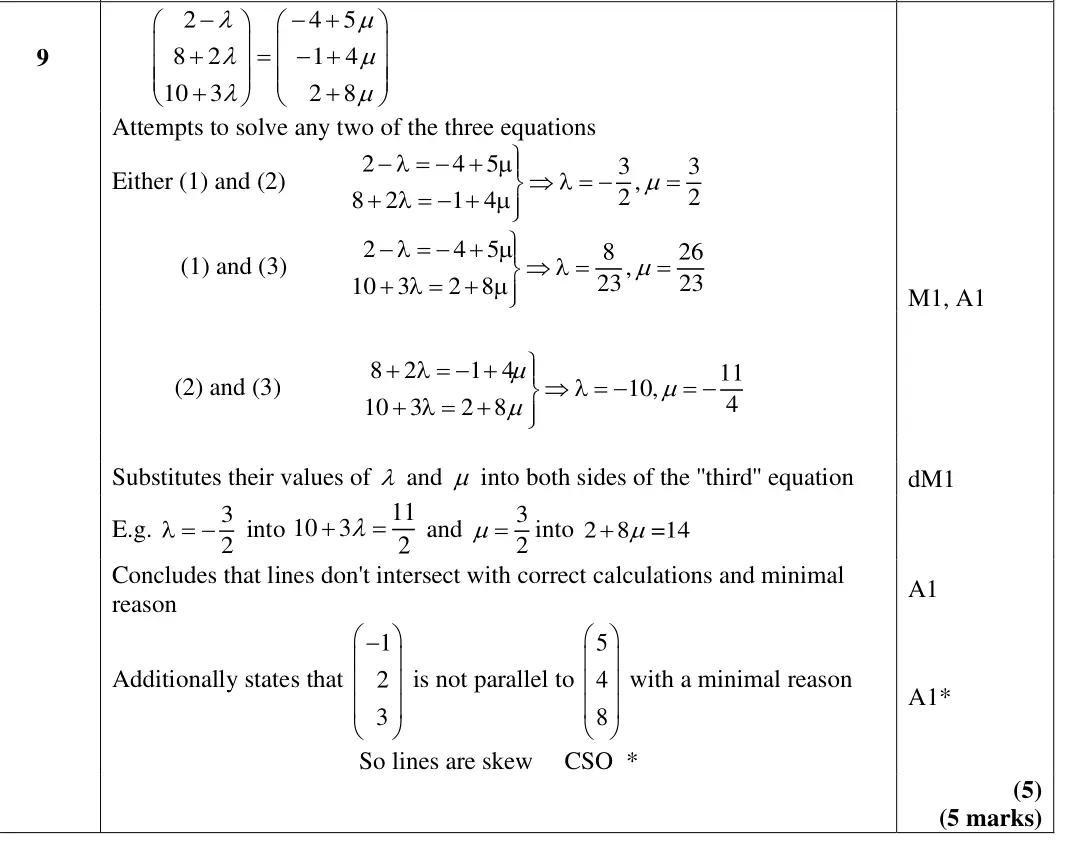 9
( 2 − λ
8 + 2λ
10 + 3λ ) = ( − 4 + 5μ
− 1 + 4μ
2 + 8μ )
Attempts to solve any two of the three equations
Either (1) and (2) 2 − λ = − 4 + 5μ
8 + 2λ = −1 + 4μ } ⇒ λ = − 3/2 , μ = 3/2
(1) and (3) 2 − λ = − 4 + 5μ
10 + 3λ = 2 + 8μ } ⇒ λ = 8/23 , μ = 26/23
M1, A1
(2) and (3) 8 + 2λ = −1 + 4μ
10 + 3λ = 2 + 8μ } ⇒ λ = −10, μ = − 11/4
Substitutes their values of λ and μ into both sides of the "third" equation dM1
E.g. λ = − 3/2 into 10 + 3λ = 11/2 and μ = 3/2 into 2 + 8μ =14
Concludes that lines don't intersect with correct calculations and minimal
reason
A1
Additionally states that ( −1
2
3 ) is not parallel to ( 5
4
8 ) with a minimal reason
A1*
So lines are skew CSO *
(5)
(5 marks)